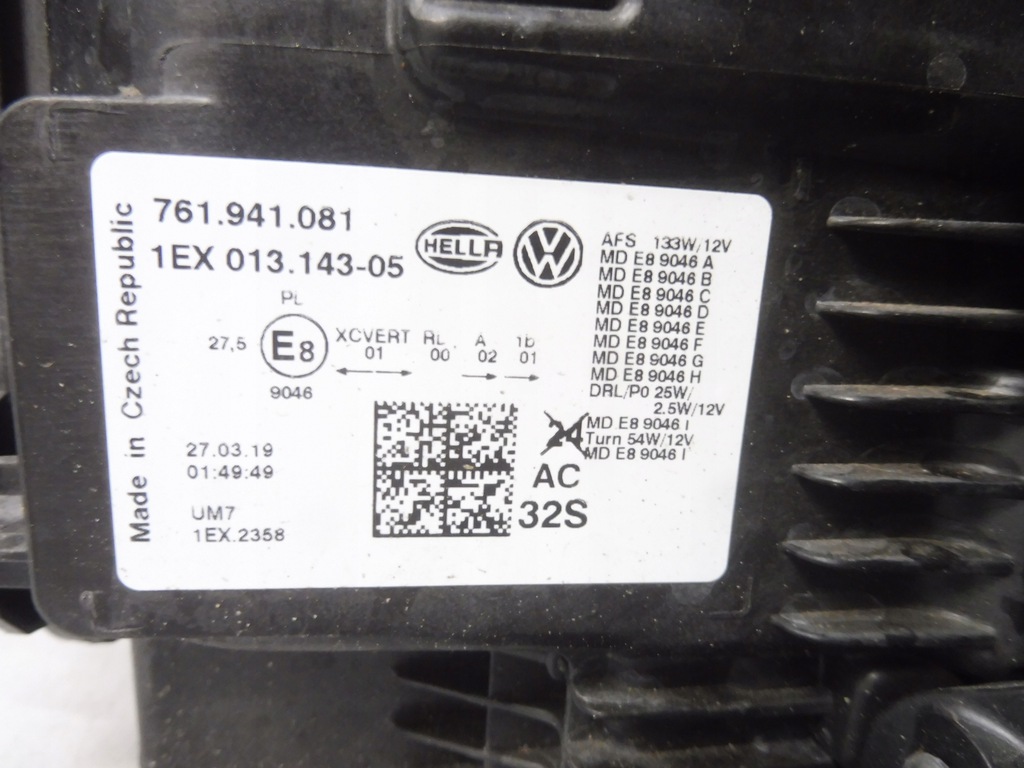 Made in Czech Republic
761.941.081
1EX 013.143-05
HELLA
PL
27,5
E8
9046
XCVERT RL A 1b
01 00 02 01
27.03.19
01:49:49
UM7
1EX.2358
24
AC
32S
AFS 133W/12V
MD E8 9046 A
MD E8 9046 B
MD E8 9046 C
MD E8 9046 D
MD E8 9046 E
MD E8 9046 F
MD E8 9046 G
MD E8 9046 H
DRL/PO 25W/
2.5W/12V
MD E8 9046 I
Turn 54W/12V
MD E8 9046 I